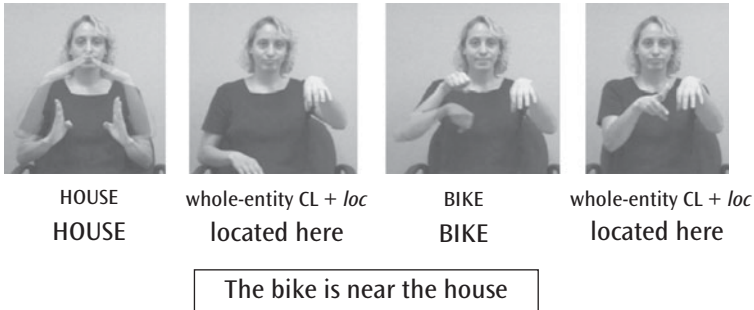 HOUSE whole-entity CL + loc BIKE whole-entity CL + loc
HOUSE located here BIKE located here
The bike is near the house